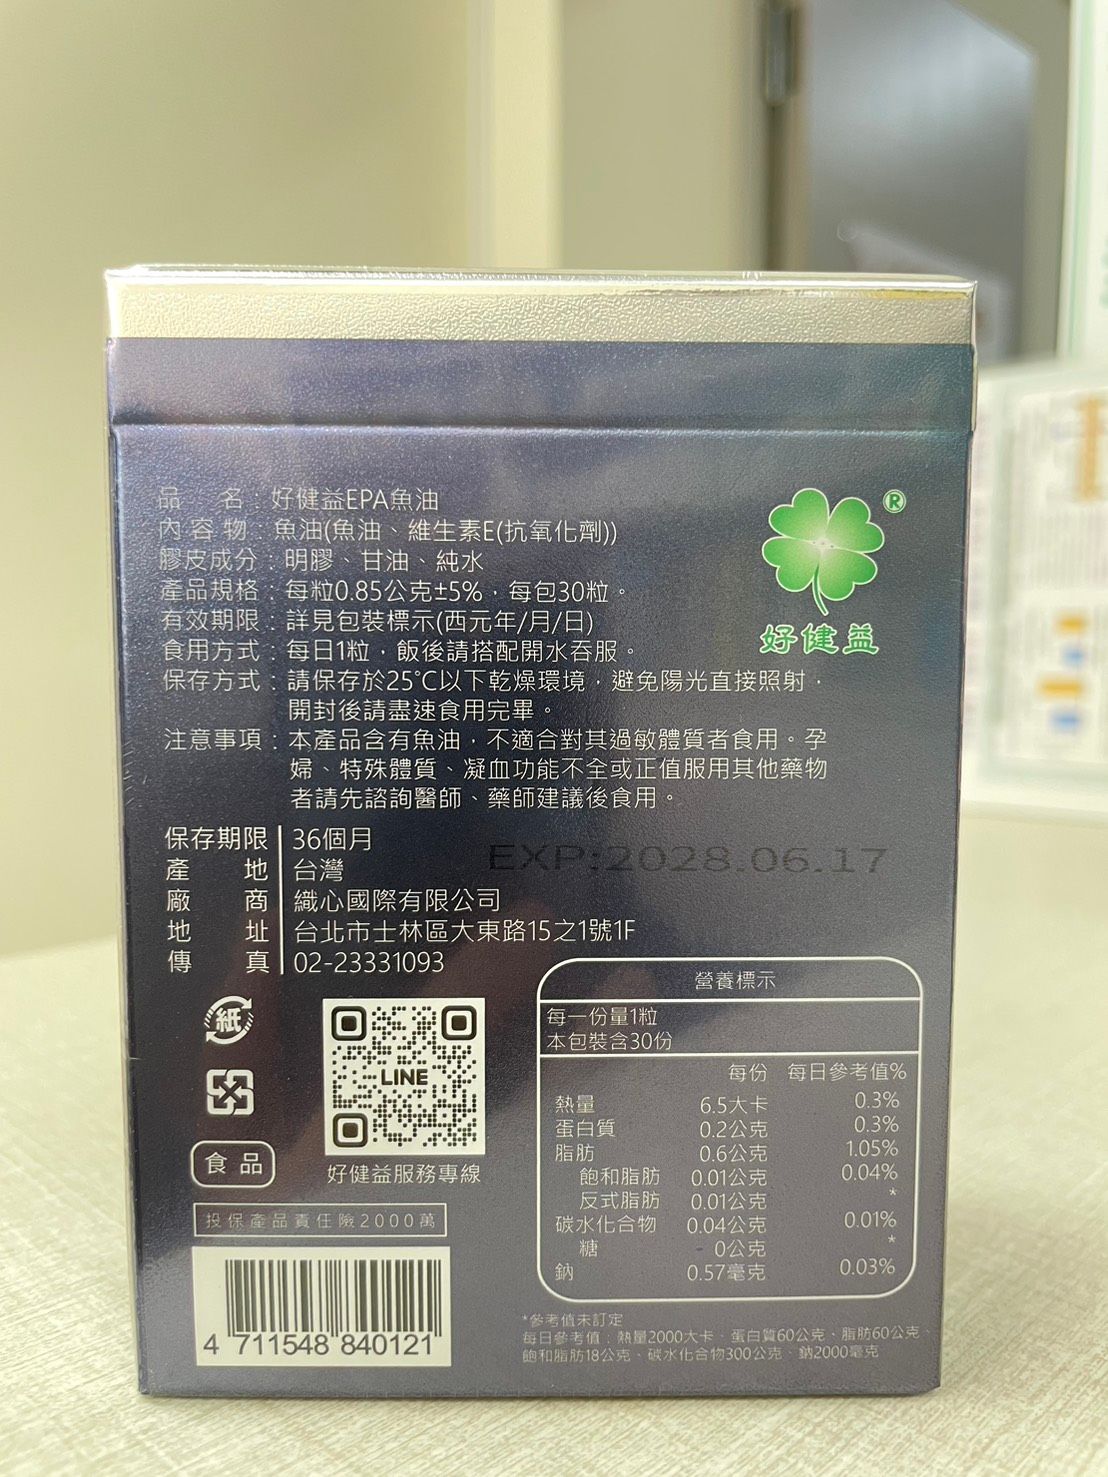 品 名：好健益EPA魚油
內 容 物：魚油(魚油、維生素E(抗氧化劑))
膠皮成分：明膠、甘油、純水
產品規格：每粒0.85公克±5%，每包30粒。
有效期限：詳見包裝標示(西元年/月/日)
食用方式：每日1粒，飯後請搭配開水吞服。
保存方式：請保存於25°C以下乾燥環境，避免陽光直接照射，
開封後請盡速食用完畢。
注意事項：本產品含有魚油，不適合對其過敏體質者食用。孕
婦、特殊體質、凝血功能不全或正值服用其他藥物
者請先諮詢醫師、藥師建議後食用。
®
好健益
保存期限 36個月
產 地 台灣
廠 商 織心國際有限公司
地 址 台北市士林區大東路15之1號1F
傳 真 02-23331093
EXP:2028.06.17
紙
LINE
食品
好健益服務專線
投保產品責任險2000萬
4 711548 840121
營養標示
每一份量1粒
本包裝含30份
每份 每日參考值%
熱量 6.5大卡 0.3%
蛋白質 0.2公克 0.3%
脂肪 0.6公克 1.05%
飽和脂肪 0.01公克 0.04%
反式脂肪 0.01公克 *
碳水化合物 0.04公克 0.01%
糖 0公克 *
鈉 0.57毫克 0.03%
*參考值未訂定
每日參考值：熱量2000大卡、蛋白質60公克、脂肪60公克、
飽和脂肪18公克、碳水化合物300公克、鈉2000毫克